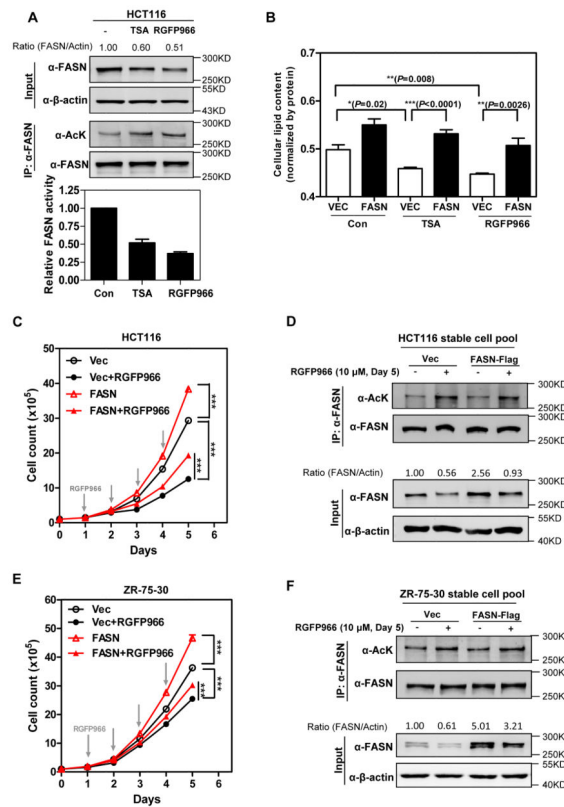 A
HCT116
- TSA RGFP966
Ratio (FASN/Actin) 1.00 0.60 0.51
Input
α-FASN
300KD
250KD
α-β-actin
55KD
43KD
IP: α-FASN
α-AcK
300KD
250KD
α-FASN
300KD
250KD
Relative FASN activity
1.25
1.00
0.75
0.50
0.25
0.00
Con TSA RGFP966
B
Cellular lipid content
(normalized by protein)
0.6
0.5
0.4
**(P=0.008)
*(P=0.02) ***(P<0.0001) **(P=0.0026)
VEC FASN VEC FASN VEC FASN
Con TSA RGFP966
C
HCT116
Cell count (x10⁵)
50
40
30
20
10
0
Vec
Vec+RGFP966
FASN
FASN+RGFP966
RGFP966
***
***
***
0 1 2 3 4 5 6
Days
D
HCT116 stable cell pool
Vec FASN-Flag
RGFP966 (10 μM, Day 5) - + - +
IP: α-FASN
α-AcK
300KD
250KD
α-FASN
300KD
250KD
Ratio (FASN/Actin) 1.00 0.56 2.56 0.93
Input
α-FASN
300KD
250KD
α-β-actin
55KD
40KD
E
ZR-75-30
Cell count (x10⁵)
60
50
40
30
20
10
0
Vec
Vec+RGFP966
FASN
FASN+RGFP966
RGFP966
***
***
***
0 1 2 3 4 5 6
Days
F
ZR-75-30 stable cell pool
Vec FASN-Flag
RGFP966 (10 μM, Day 5) - + - +
IP: α-FASN
α-AcK
300KD
250KD
α-FASN
300KD
250KD
Ratio (FASN/Actin) 1.00 0.61 5.01 3.21
Input
α-FASN
300KD
250KD
55KD
α-β-actin
40KD